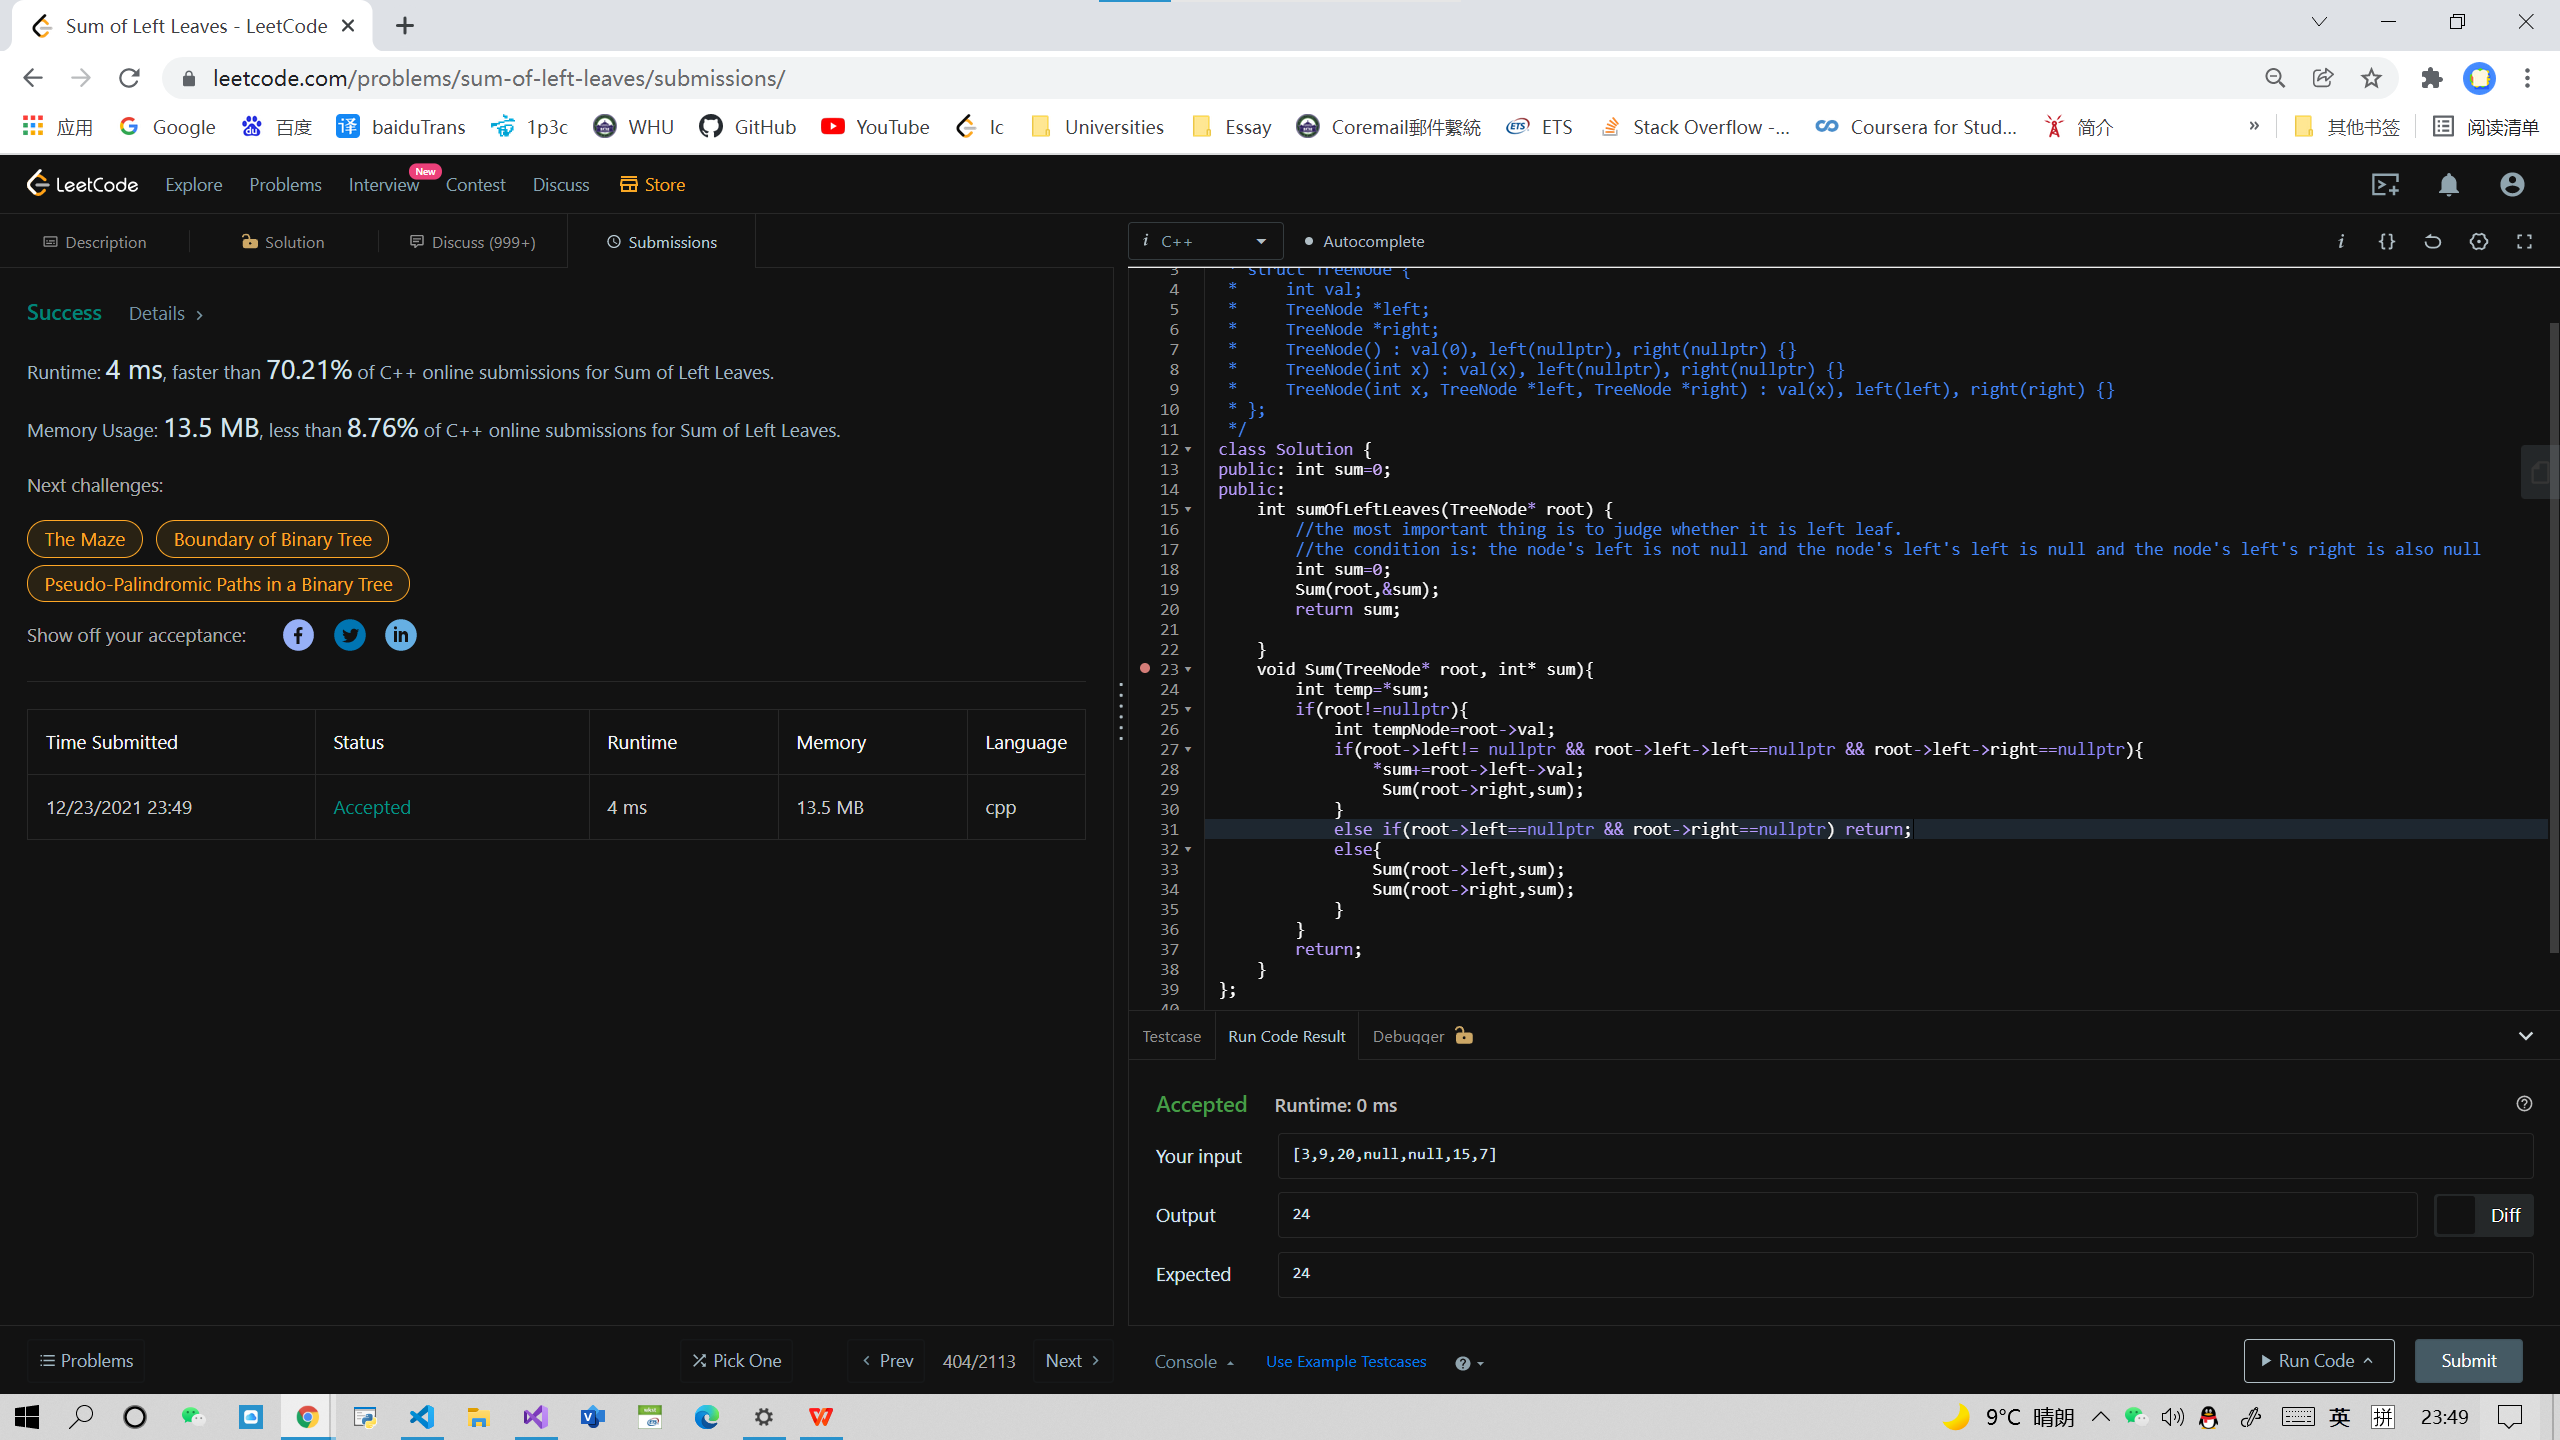 Sum of Left Leaves - LeetCode
leetcode.com/problems/sum-of-left-leaves/submissions/
应用 Google 百度 译 baiduTrans 1p3c WHU GitHub YouTube lc Universities Essay Coremail郵件繫統 ETS Stack Overflow -... Coursera for Stud... 简介 » 其他书签 阅读清单
LeetCode Explore Problems Interview New Contest Discuss Store
Description Solution Discuss (999+) Submissions
i C++ Autocomplete i {}
Success Details >
Runtime: 4 ms, faster than 70.21% of C++ online submissions for Sum of Left Leaves.
Memory Usage: 13.5 MB, less than 8.76% of C++ online submissions for Sum of Left Leaves.
Next challenges:
The Maze Boundary of Binary Tree
Pseudo-Palindromic Paths in a Binary Tree
Show off your acceptance:
Time Submitted Status Runtime Memory Language
12/23/2021 23:49 Accepted 4 ms 13.5 MB cpp
3 * struct TreeNode {
4 *     int val;
5 *     TreeNode *left;
6 *     TreeNode *right;
7 *     TreeNode() : val(0), left(nullptr), right(nullptr) {}
8 *     TreeNode(int x) : val(x), left(nullptr), right(nullptr) {}
9 *     TreeNode(int x, TreeNode *left, TreeNode *right) : val(x), left(left), right(right) {}
10 * };
11 */
12 class Solution {
13 public: int sum=0;
14 public:
15     int sumOfLeftLeaves(TreeNode* root) {
16         //the most important thing is to judge whether it is left leaf.
17         //the condition is: the node's left is not null and the node's left's left is null and the node's left's right is also null
18         int sum=0;
19         Sum(root,&sum);
20         return sum;
21
22     }
23     void Sum(TreeNode* root, int* sum){
24         int temp=*sum;
25         if(root!=nullptr){
26             int tempNode=root->val;
27             if(root->left!= nullptr && root->left->left==nullptr && root->left->right==nullptr){
28                 *sum+=root->left->val;
29                  Sum(root->right,sum);
30             }
31             else if(root->left==nullptr && root->right==nullptr) return;
32             else{
33                 Sum(root->left,sum);
34                 Sum(root->right,sum);
35             }
36         }
37         return;
38     }
39 };
40
Testcase Run Code Result Debugger
Accepted Runtime: 0 ms
Your input [3,9,20,null,null,15,7]
Output 24 Diff
Expected 24
Problems Pick One Prev 404/2113 Next Console Use Example Testcases Run Code Submit
9°C 晴朗 英 拼 23:49